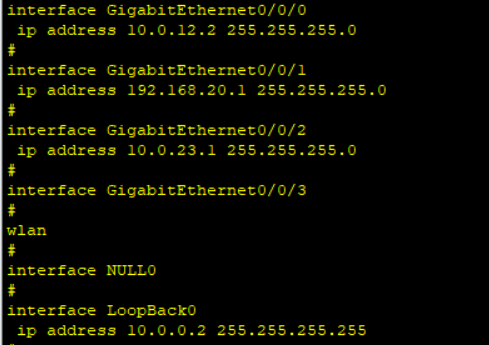 interface GigabitEthernet0/0/0
 ip address 10.0.12.2 255.255.255.0
#
interface GigabitEthernet0/0/1
 ip address 192.168.20.1 255.255.255.0
#
interface GigabitEthernet0/0/2
 ip address 10.0.23.1 255.255.255.0
#
interface GigabitEthernet0/0/3
#
wlan
#
interface NULL0
#
interface LoopBack0
 ip address 10.0.0.2 255.255.255.255